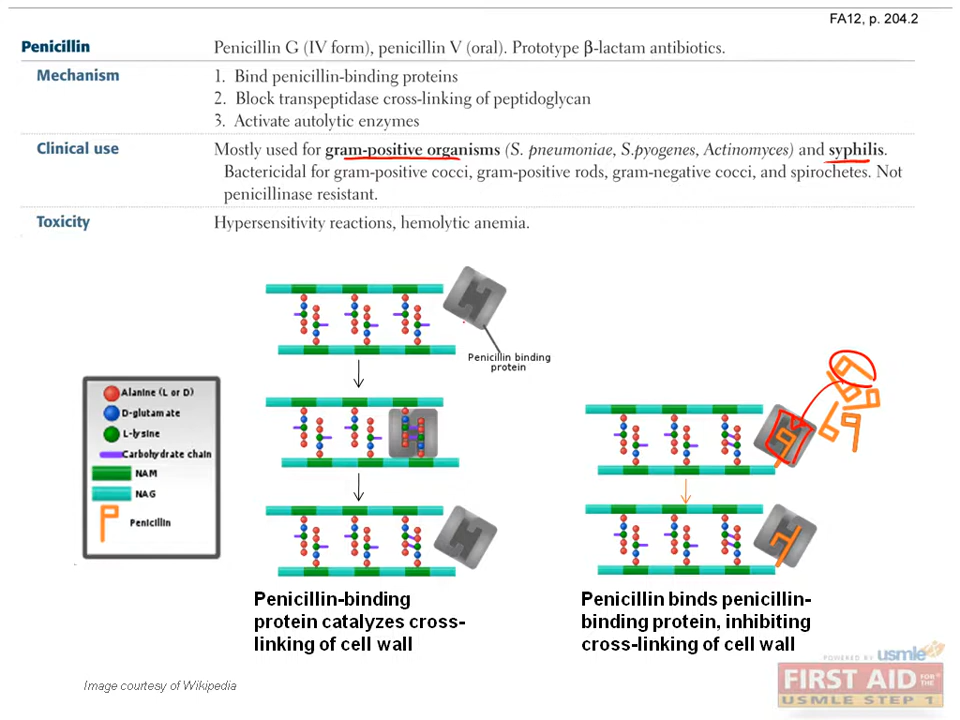 FA12, p. 204.2
Penicillin
Penicillin G (IV form), penicillin V (oral). Prototype β-lactam antibiotics.
Mechanism
1. Bind penicillin-binding proteins
2. Block transpeptidase cross-linking of peptidoglycan
3. Activate autolytic enzymes
Clinical use
Mostly used for gram-positive organisms (S. pneumoniae, S.pyogenes, Actinomyces) and syphilis.
Bactericidal for gram-positive cocci, gram-positive rods, gram-negative cocci, and spirochetes. Not
penicillinase resistant.
Toxicity
Hypersensitivity reactions, hemolytic anemia.
Penicillin binding
protein
Alanine (L or D)
D-glutamate
L-lysine
Carbohydrate chain
NAM
NAG
Penicillin
Penicillin-binding
protein catalyzes cross-
linking of cell wall
Penicillin binds penicillin-
binding protein, inhibiting
cross-linking of cell wall
Image courtesy of Wikipedia
POWERED BY usmle
FIRST AID FOR THE®
USMLE STEP 1